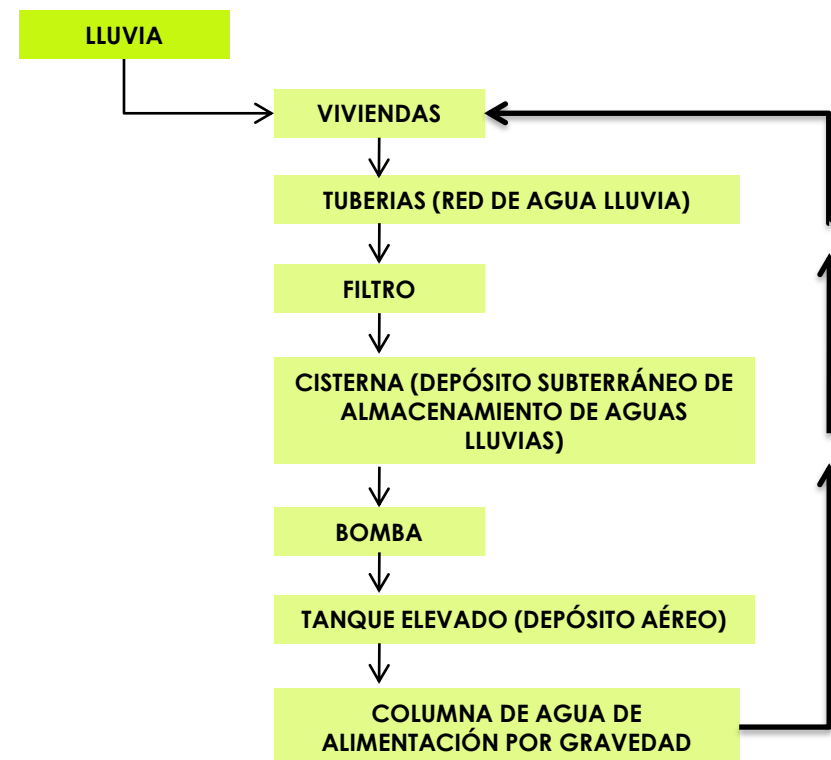 LLUVIA
VIVIENDAS
TUBERIAS (RED DE AGUA LLUVIA)
FILTRO
CISTERNA (DEPÓSITO SUBTERRÁNEO DE
ALMACENAMIENTO DE AGUAS
LLUVIAS)
BOMBA
TANQUE ELEVADO (DEPÓSITO AÉREO)
COLUMNA DE AGUA DE
ALIMENTACIÓN POR GRAVEDAD